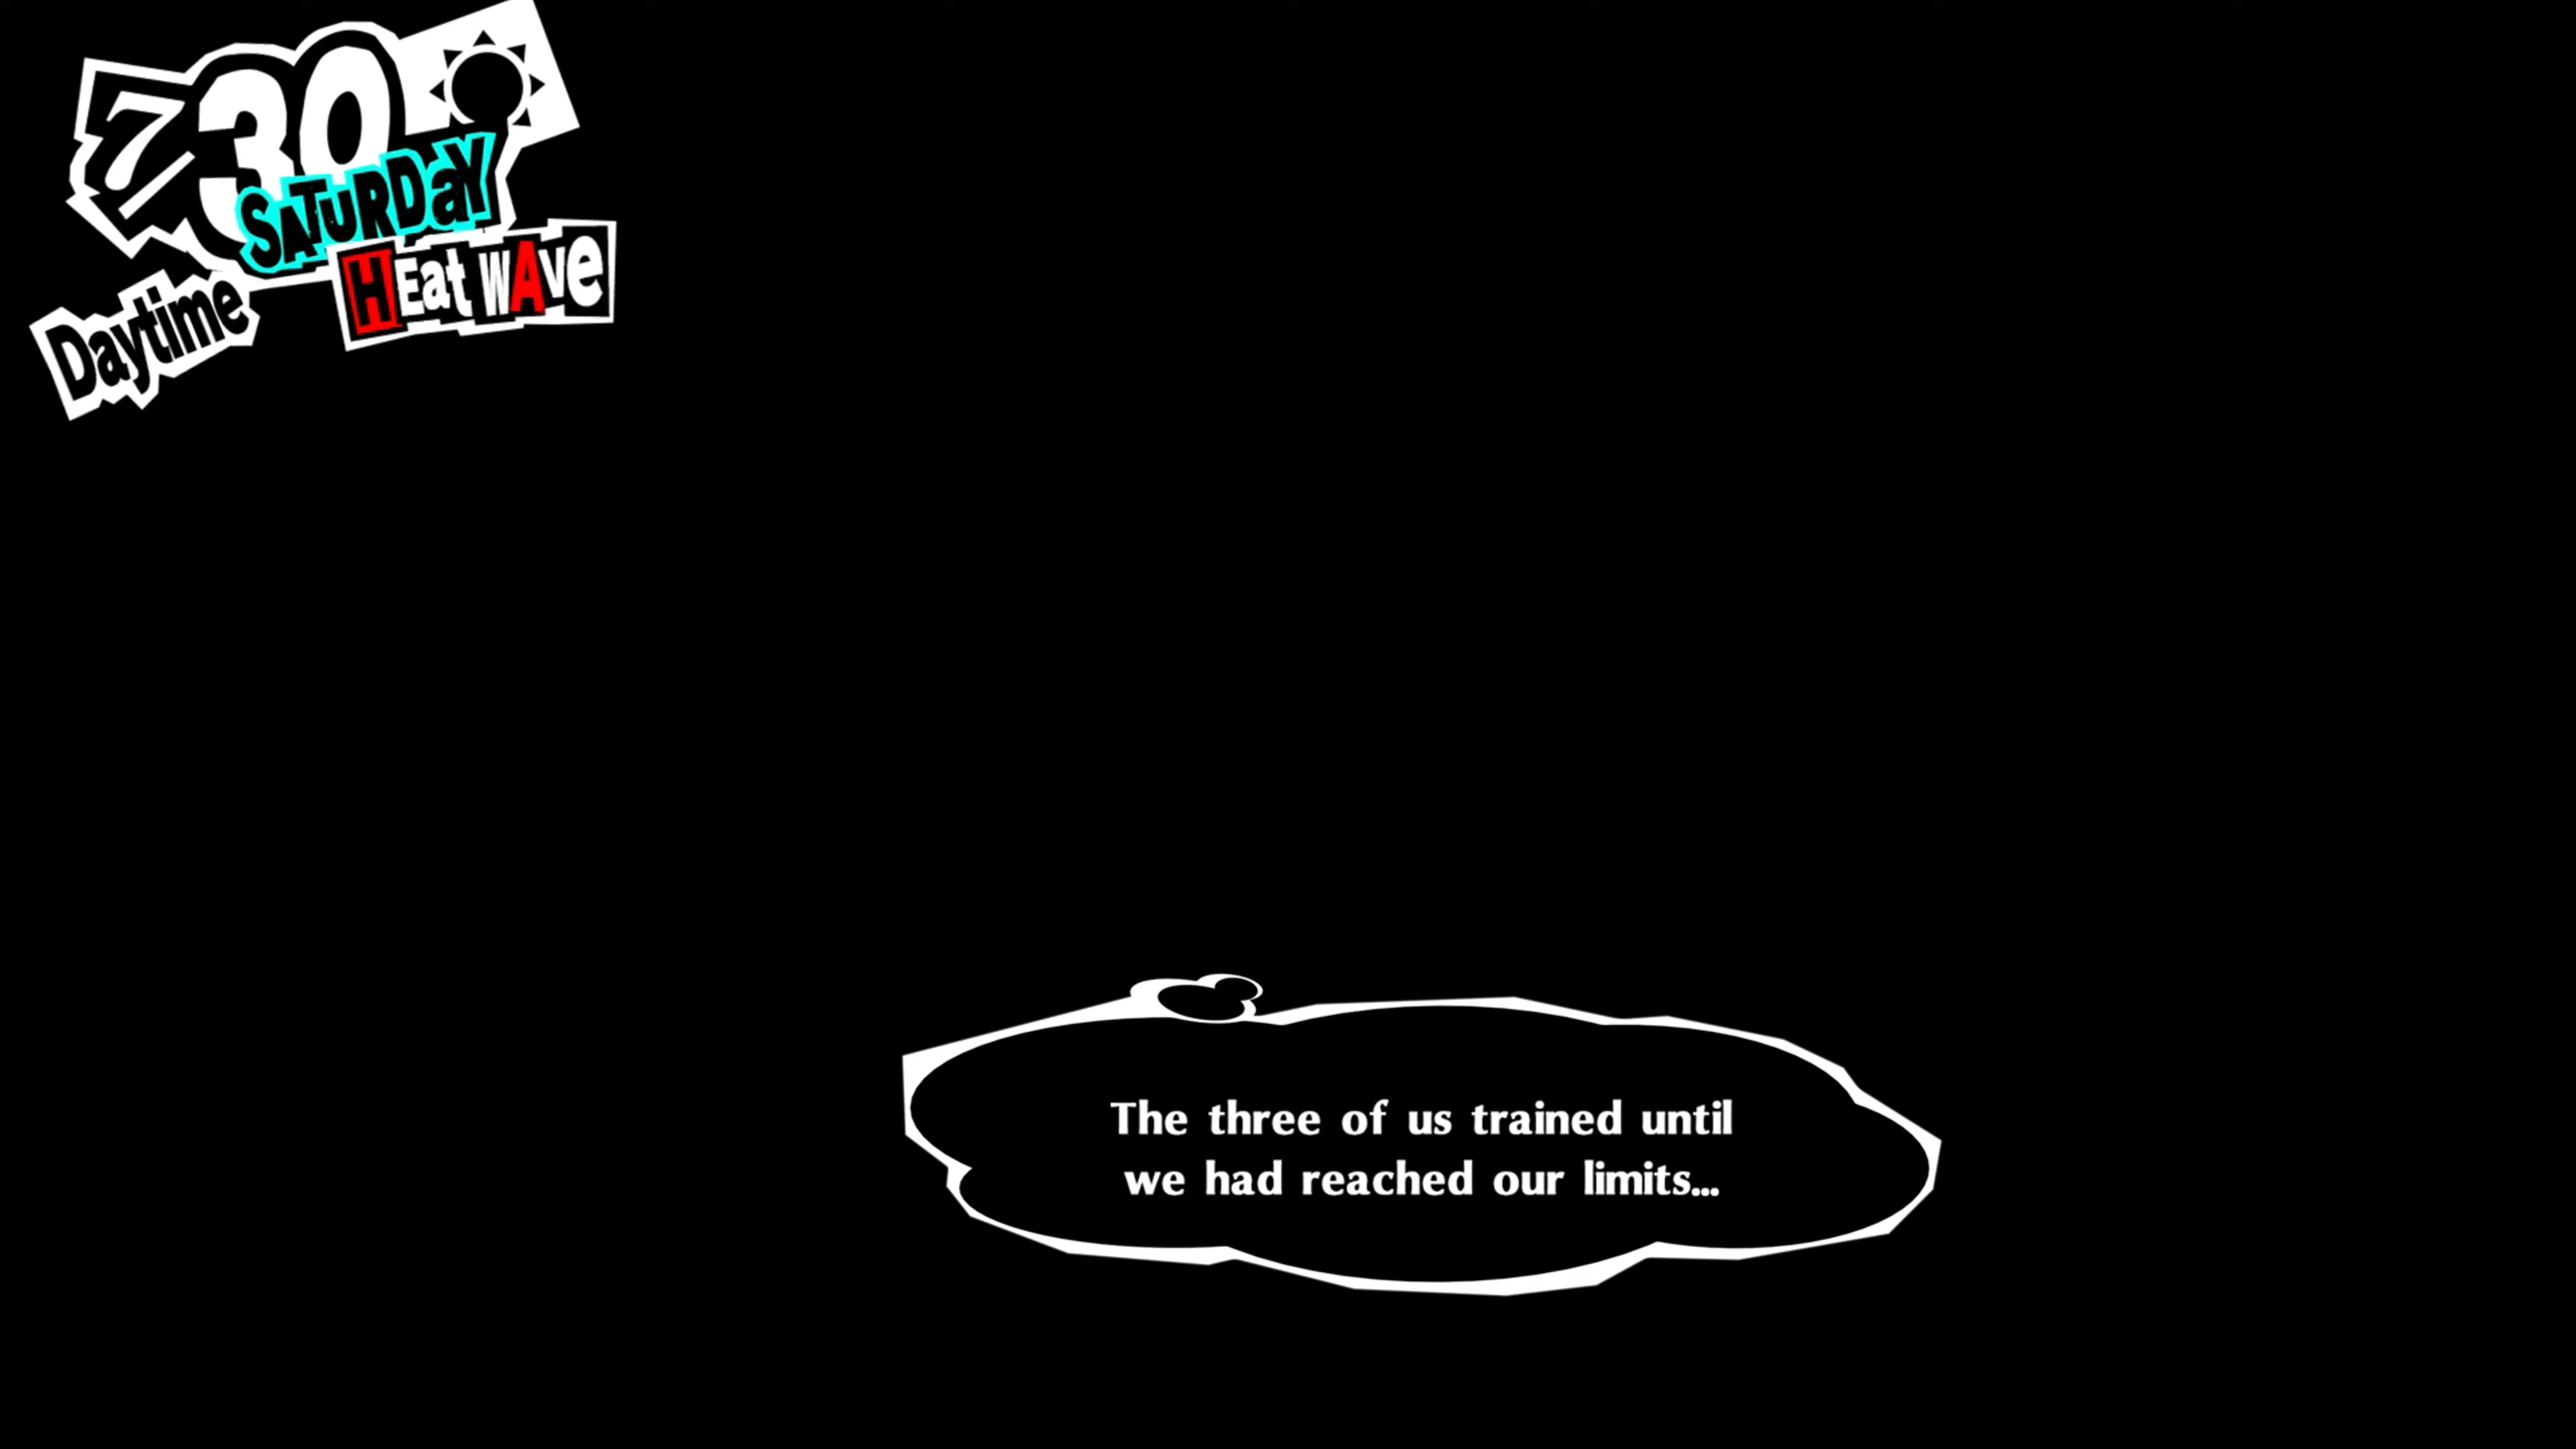 7 30
SATURDaY
HEat WAve
Daytime
The three of us trained until
we had reached our limits...